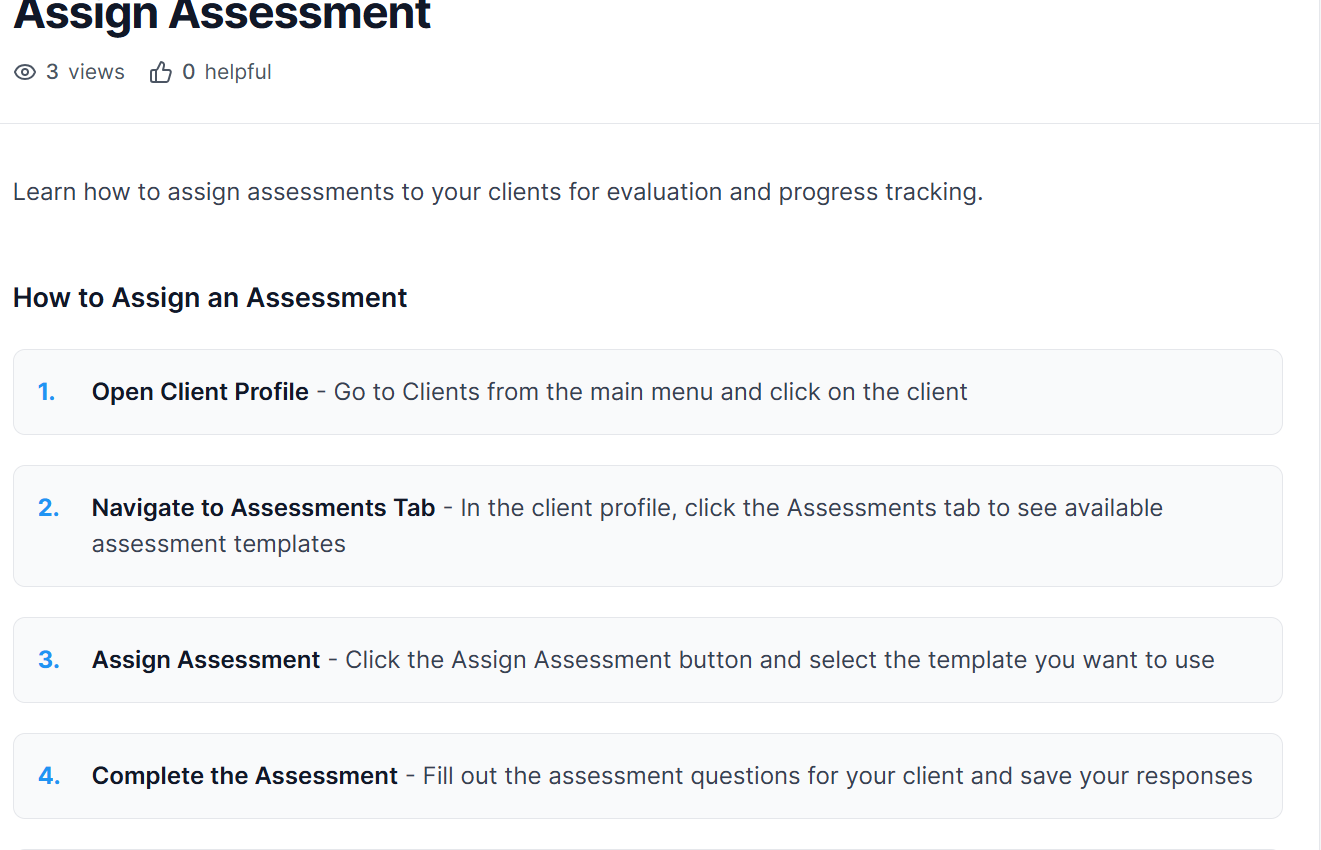 Assign Assessment
3 views 0 helpful
Learn how to assign assessments to your clients for evaluation and progress tracking.
How to Assign an Assessment
1. Open Client Profile - Go to Clients from the main menu and click on the client
2. Navigate to Assessments Tab - In the client profile, click the Assessments tab to see available
assessment templates
3. Assign Assessment - Click the Assign Assessment button and select the template you want to use
4. Complete the Assessment - Fill out the assessment questions for your client and save your responses